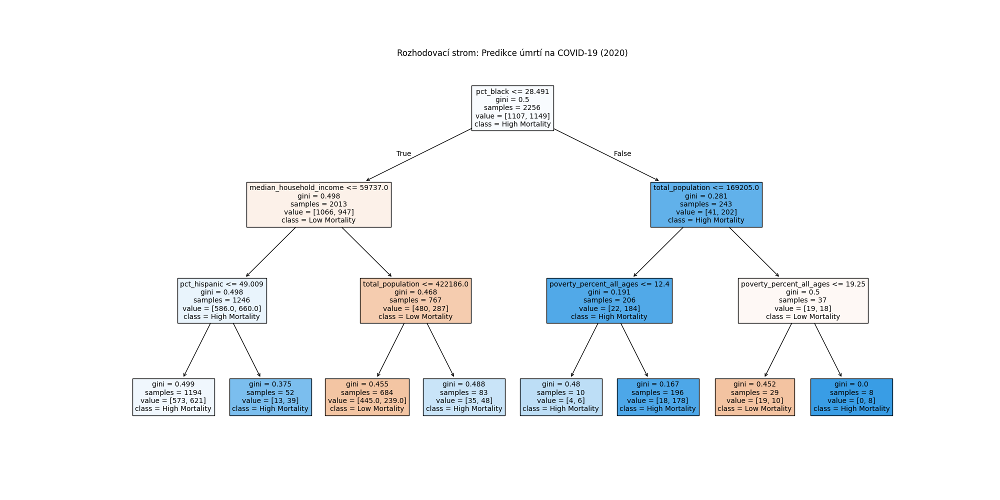 Rozhodovací strom: Predikce úmrtí na COVID-19 (2020)
pct_black <= 28.491
gini = 0.5
samples = 2256
value = [1107, 1149]
class = High Mortality
True
False
median_household_income <= 59737.0
gini = 0.498
samples = 2013
value = [1066, 947]
class = Low Mortality
total_population <= 169205.0
gini = 0.281
samples = 243
value = [41, 202]
class = High Mortality
pct_hispanic <= 49.009
gini = 0.498
samples = 1246
value = [586.0, 660.0]
class = High Mortality
total_population <= 422186.0
gini = 0.468
samples = 767
value = [480, 287]
class = Low Mortality
poverty_percent_all_ages <= 12.4
gini = 0.191
samples = 206
value = [22, 184]
class = High Mortality
poverty_percent_all_ages <= 19.25
gini = 0.5
samples = 37
value = [19, 18]
class = Low Mortality
gini = 0.499
samples = 1194
value = [573, 621]
class = High Mortality
gini = 0.375
samples = 52
value = [13, 39]
class = High Mortality
gini = 0.455
samples = 684
value = [445.0, 239.0]
class = Low Mortality
gini = 0.488
samples = 83
value = [35, 48]
class = High Mortality
gini = 0.48
samples = 10
value = [4, 6]
class = High Mortality
gini = 0.167
samples = 196
value = [18, 178]
class = High Mortality
gini = 0.452
samples = 29
value = [19, 10]
class = Low Mortality
gini = 0.0
samples = 8
value = [0, 8]
class = High Mortality